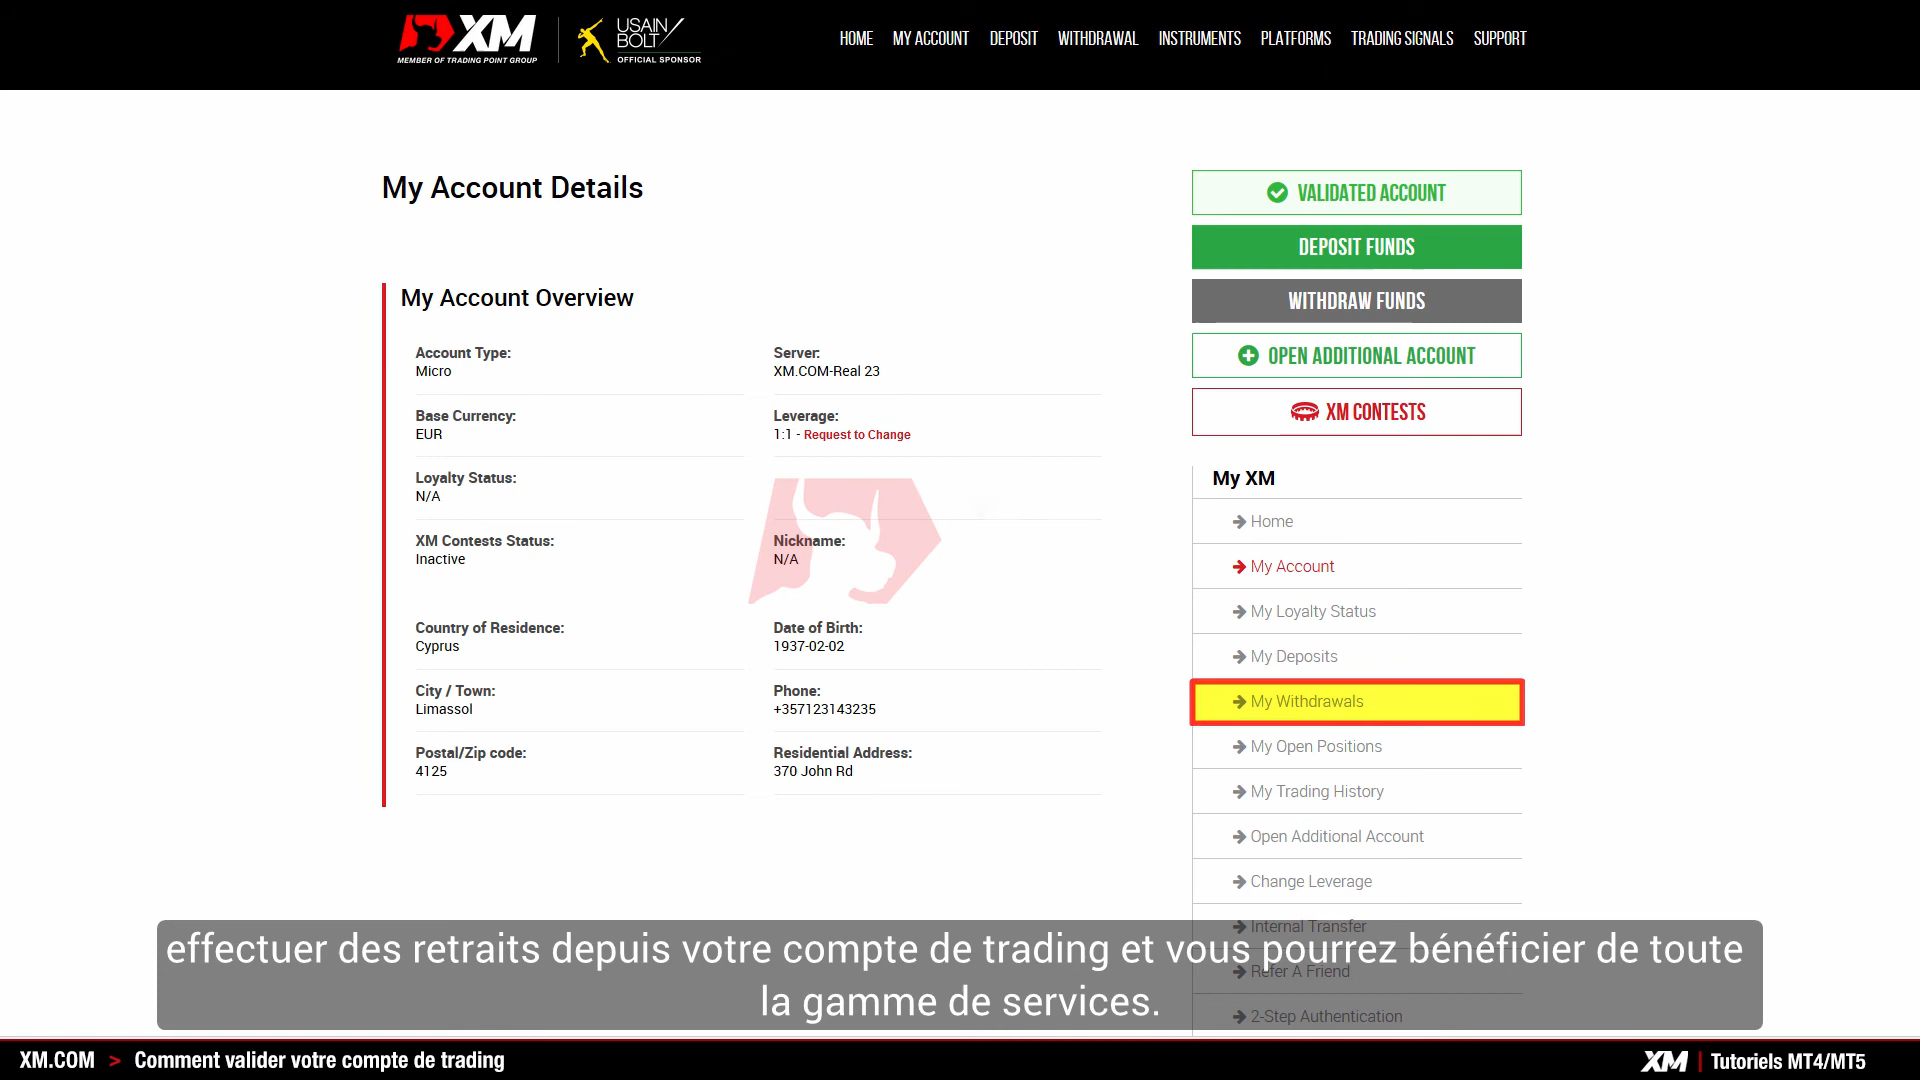 XM
MEMBER OF TRADING POINT GROUP
USAIN
BOLT
OFFICIAL SPONSOR
HOME MY ACCOUNT DEPOSIT WITHDRAWAL INSTRUMENTS PLATFORMS TRADING SIGNALS SUPPORT
My Account Details
My Account Overview
Account Type:
Micro
Server:
XM.COM-Real 23
Base Currency:
EUR
Leverage:
1:1 - Request to Change
Loyalty Status:
N/A
XM Contests Status:
Inactive
Nickname:
N/A
Country of Residence:
Cyprus
Date of Birth:
1937-02-02
City / Town:
Limassol
Phone:
+357123143235
Postal/Zip code:
4125
Residential Address:
370 John Rd
VALIDATED ACCOUNT
DEPOSIT FUNDS
WITHDRAW FUNDS
OPEN ADDITIONAL ACCOUNT
XM CONTESTS
My XM
Home
My Account
My Loyalty Status
My Deposits
My Withdrawals
My Open Positions
My Trading History
Open Additional Account
Change Leverage
Internal Transfer
Refer A Friend
2-Step Authentication
effectuer des retraits depuis votre compte de trading et vous pourrez bénéficier de toute
la gamme de services.
XM.COM > Comment valider votre compte de trading
XM | Tutoriels MT4/MT5